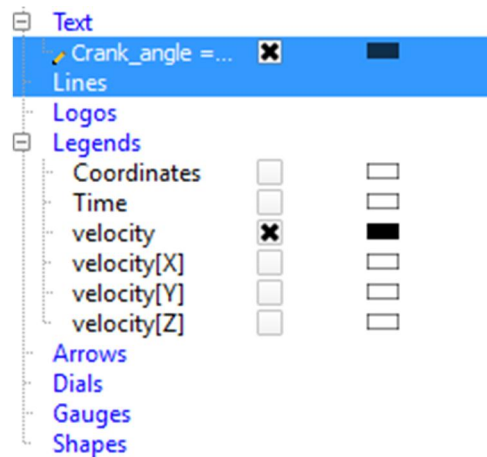 Text
Crank_angle =...
Lines
Logos
Legends
Coordinates
Time
velocity
velocity[X]
velocity[Y]
velocity[Z]
Arrows
Dials
Gauges
Shapes